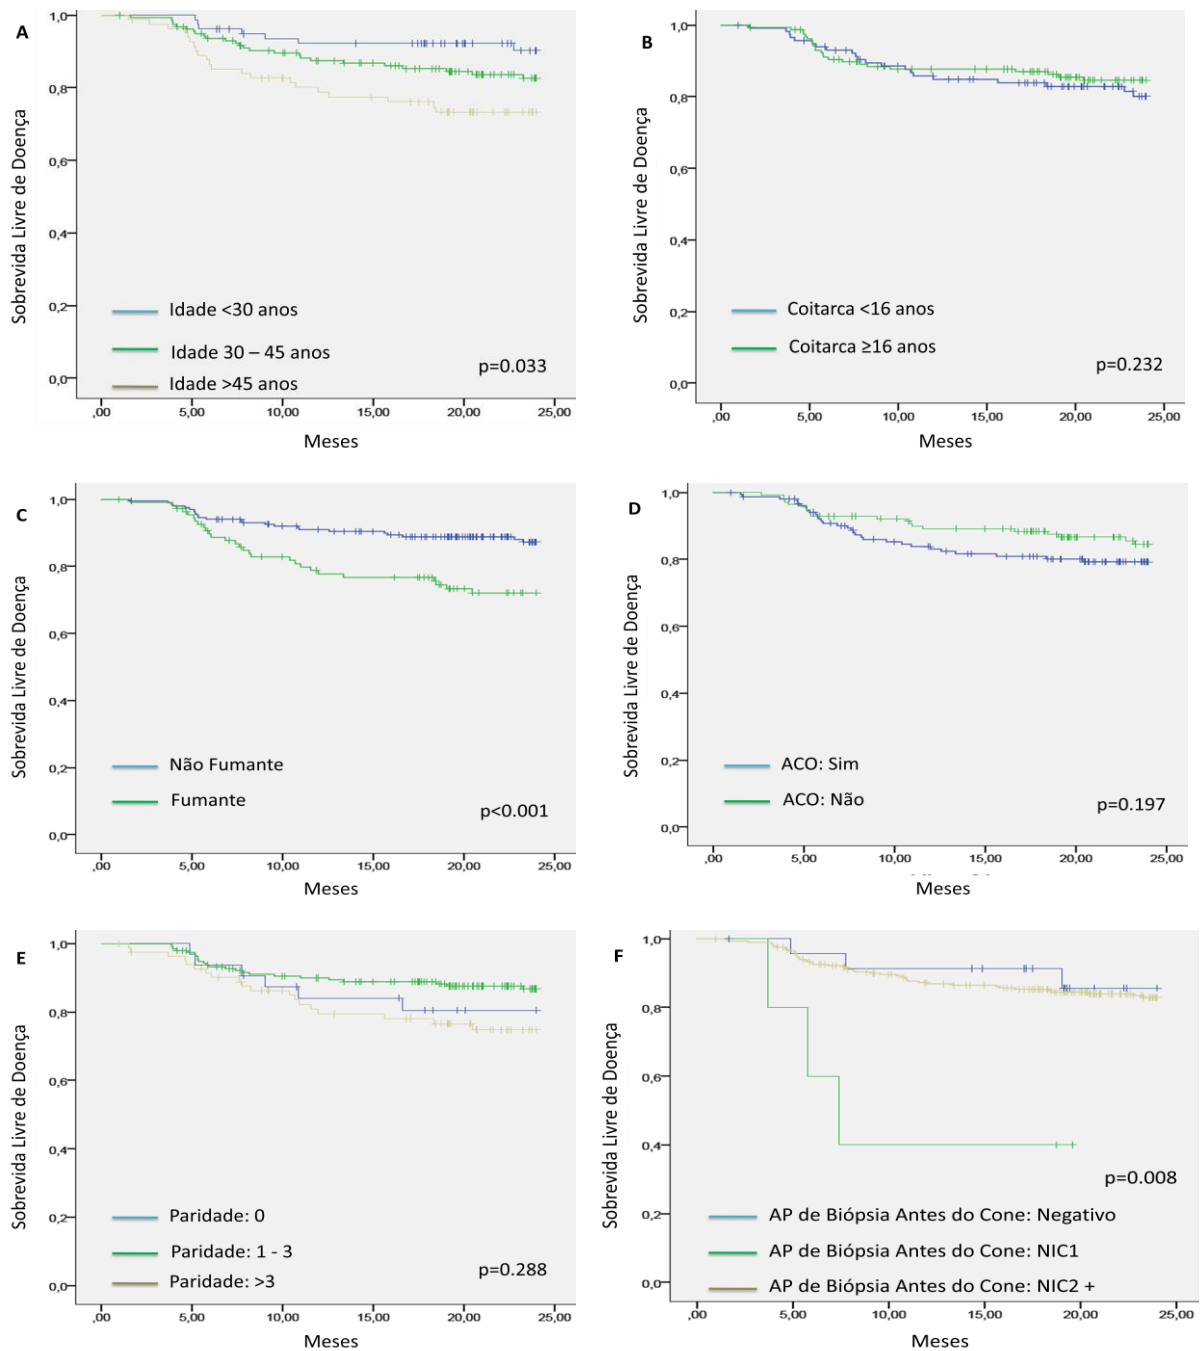 A
Sobrevida Livre de Doença
1,0
0,8
0,6
0,4
0,2
0,0
Idade <30 anos
Idade 30 – 45 anos
Idade >45 anos
p=0.033
,00 5,00 10,00 15,00 20,00 25,00
Meses
B
Sobrevida Livre de Doença
1,0
0,8
0,6
0,4
0,2
0,0
Coitarca <16 anos
Coitarca ≥16 anos
p=0.232
,00 5,00 10,00 15,00 20,00 25,00
Meses
C
Sobrevida Livre de Doença
1,0
0,8
0,6
0,4
0,2
0,0
Não Fumante
Fumante
p<0.001
,00 5,00 10,00 15,00 20,00 25,00
Meses
D
Sobrevida Livre de Doença
1,0
0,8
0,6
0,4
0,2
0,0
ACO: Sim
ACO: Não
p=0.197
,00 5,00 10,00 15,00 20,00 25,00
Meses
E
Sobrevida Livre de Doença
1,0
0,8
0,6
0,4
0,2
0,0
Paridade: 0
Paridade: 1 - 3
Paridade: >3
p=0.288
,00 5,00 10,00 15,00 20,00 25,00
Meses
F
Sobrevida Livre de Doença
1,0
0,8
0,6
0,4
0,2
0,0
p=0.008
AP de Biópsia Antes do Cone: Negativo
AP de Biópsia Antes do Cone: NIC1
AP de Biópsia Antes do Cone: NIC2 +
,00 5,00 10,00 15,00 20,00 25,00
Meses